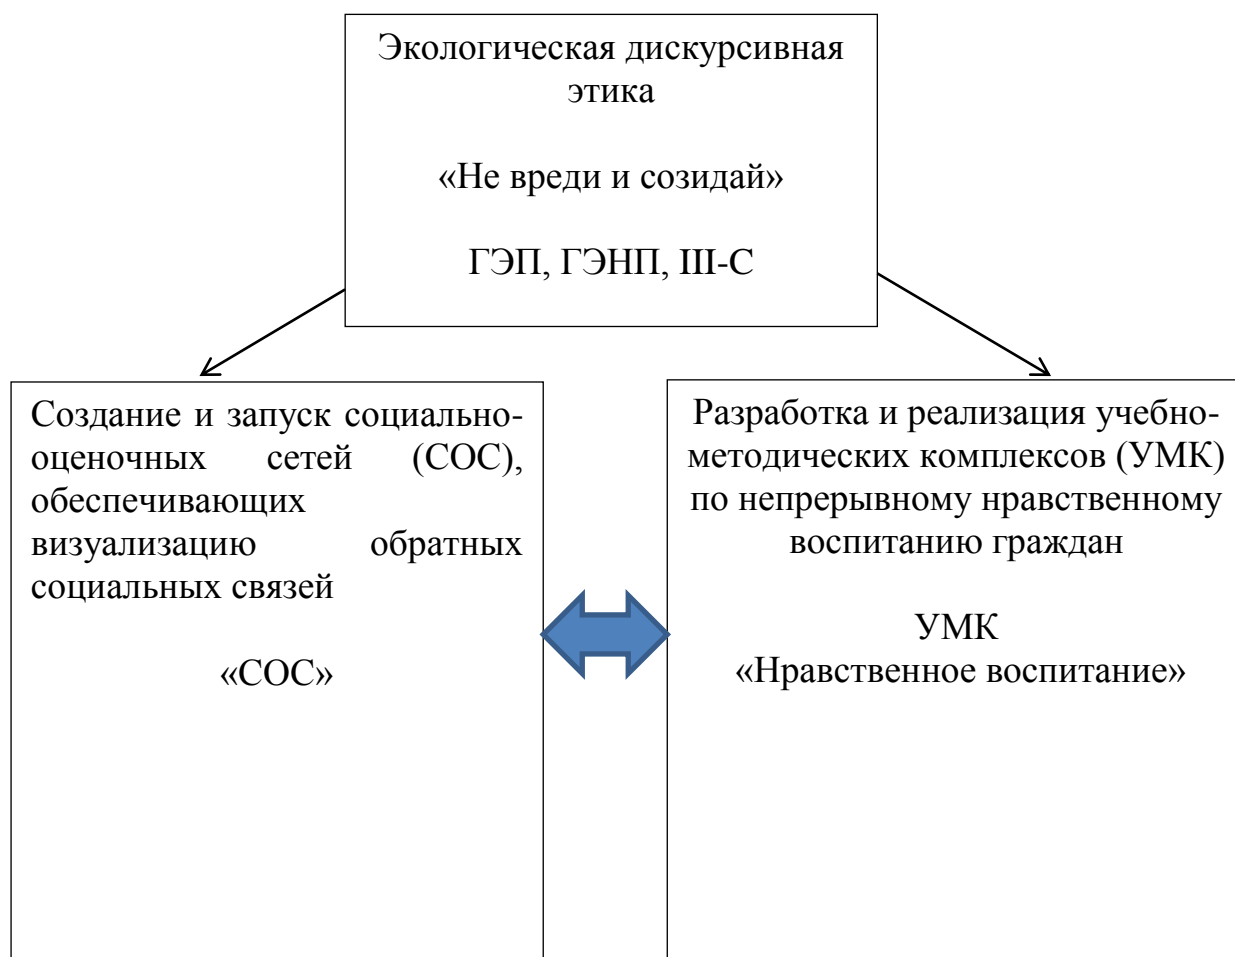 Экологическая дискурсивная
этика
«Не вреди и созидай»
ГЭП, ГЭНП, III-С
Создание и запуск социально-
оценочных сетей (СОС),
обеспечивающих
визуализацию обратных
социальных связей
«СОС»
Разработка и реализация учебно-
методических комплексов (УМК)
по непрерывному нравственному
воспитанию граждан
УМК
«Нравственное воспитание»